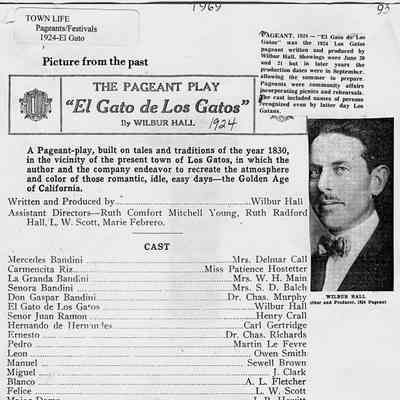 1969
93
TOWN LIFE
Pageants/Festivals
1924-El Gato
Picture from the past
PAGEANT, 1924 — "El Gato de Los
Gatos" was the 1924 Los Gatos
pageant written and produced by
Wilbur Hall. Showings were June 20
and 21 but in later years the
production dates were in September,
allowing the summer to prepare.
Pageants were community affairs
incorporating picnics and rehearsals.
The cast included names of persons
recognized even by latter day Los
Gatans.
THE PAGEANT PLAY
"El Gato de Los Gatos"
By WILBUR HALL
1924
A Pageant-play, built on tales and traditions of the year 1830,
in the vicinity of the present town of Los Gatos, in which the
author and the company endeavor to recreate the atmosphere
and color of those romantic, idle, easy days—the Golden Age
of California.
Written and Produced by Wilbur Hall
Assistant Directors—Ruth Comfort Mitchell Young, Ruth Radford
Hall, L. W. Scott, Marie Febrero.
CAST
Mercedes Bandini Mrs. Delmar Call
Carmencita Riz Miss Patience Hostetter
La Granda Bandini Mrs. W. H. Main
Senora Bandini Mrs. S. D. Balch
Don Gaspar Bandini Dr. Chas. Murphy
El Gato de Los Gatos Wilbur Hall
Senor Juan Ramon Henry Crall
Hernando de Hernandes Carl Gertridge
Ernesto Dr. Chas. Richards
Pedro Martin Le Fevre
Leon Owen Smith
Manuel Sewell Brown
Miguel J. Clark
Blanco A. L. Fletcher
Felice L. W. Scott
WILBUR HALL
and Producer, 1924 Pageant